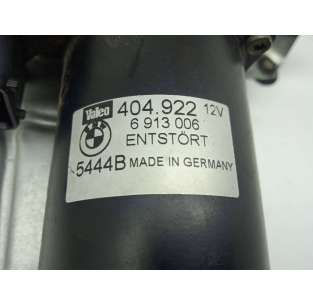 Valeo 404.922 12V
6 913 006
ENTSTÖRT
5444B MADE IN GERMANY